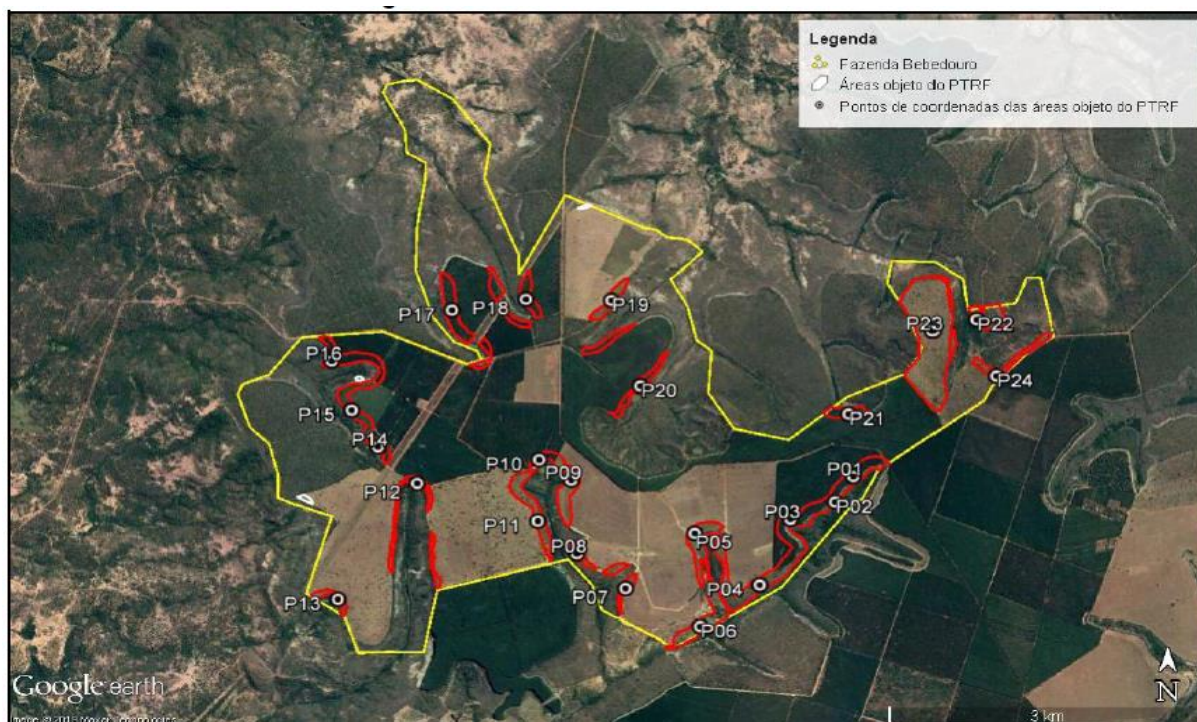 Legenda
Fazenda Bebedouro
Áreas objeto do PTRF
Pontos de coordenadas das áreas objeto do PTRF
P17
P18
P19
P23
P22
P16
P20
P24
P15
P21
P14
P10
P09
P01
P12
P02
P11
P03
P05
P08
P04
P13
P07
P06
Google earth
N
3 km